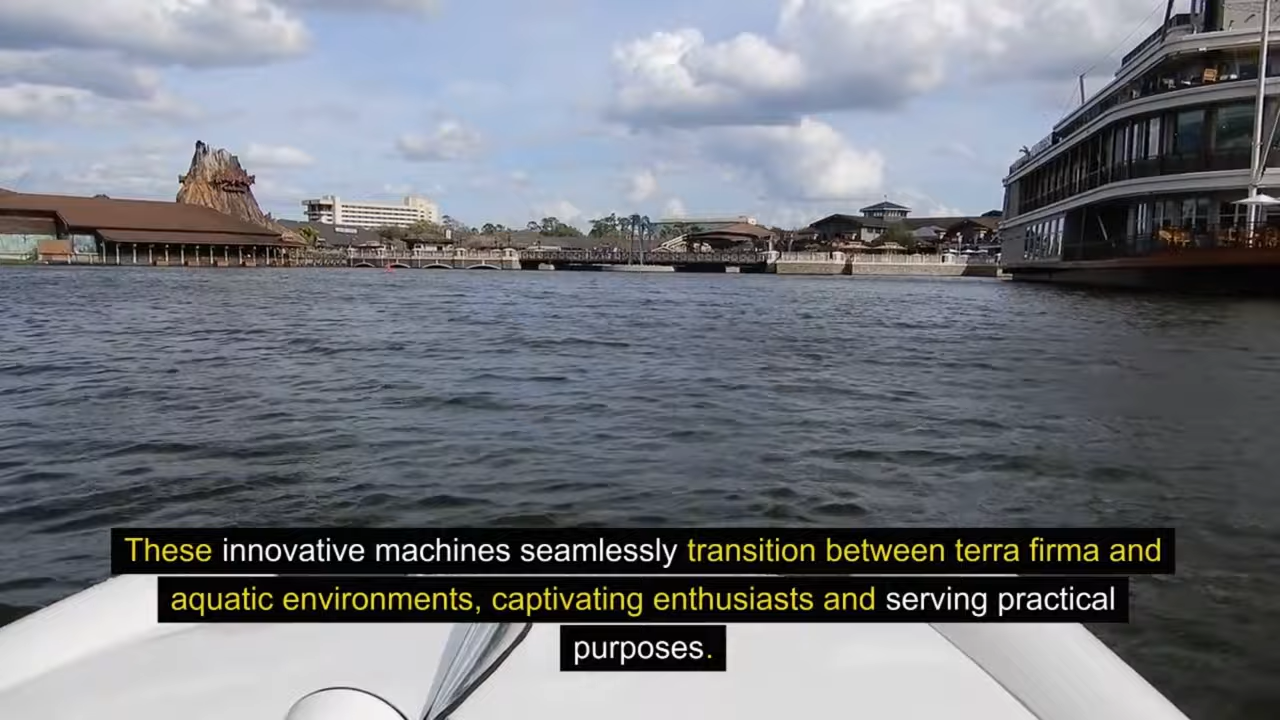 These innovative machines seamlessly transition between terra firma and
aquatic environments, captivating enthusiasts and serving practical
purposes.